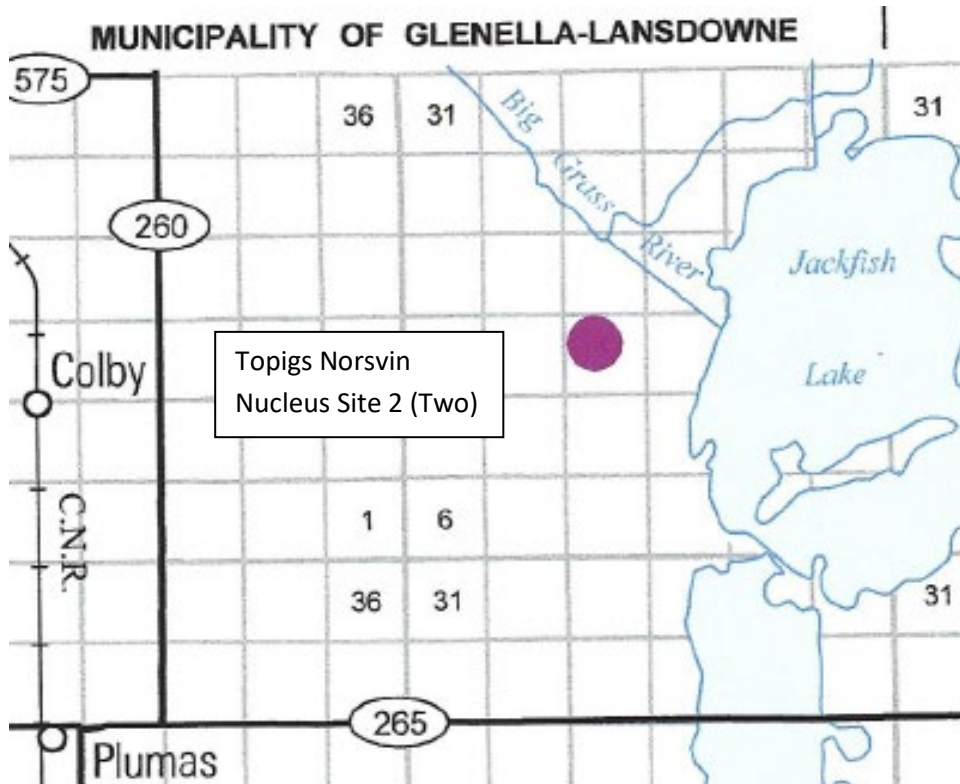 MUNICIPALITY OF GLENELLA-LANSDOWNE
575
36
31
Big
Grass
River
31
260
Jackfish
Lake
Topigs Norsvin
Nucleus Site 2 (Two)
Colby
C.N.R.
1
6
36
31
31
265
Plumas